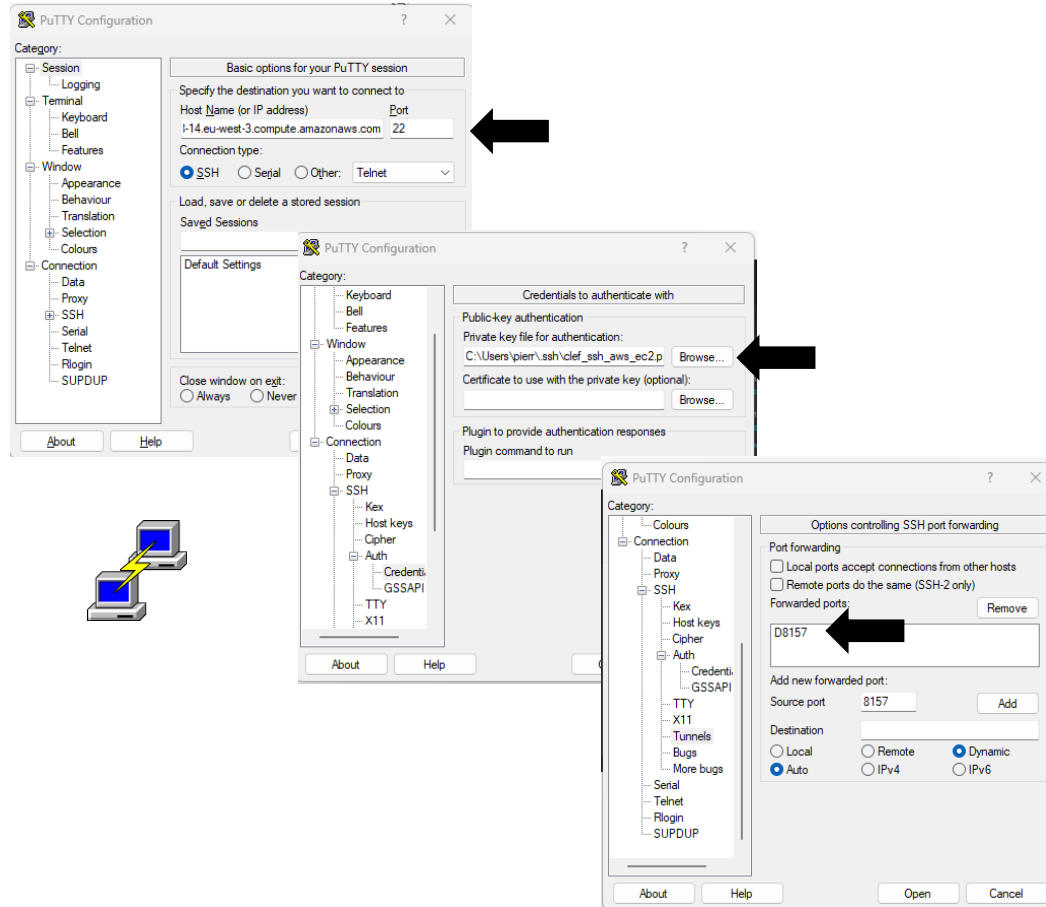 PuTTY Configuration
Category:
Session
Logging
Terminal
Keyboard
Bell
Features
Window
Appearance
Behaviour
Translation
Selection
Colours
Connection
Data
Proxy
SSH
Serial
Telnet
Rlogin
SUPDUP
Basic options for your PuTTY session
Specify the destination you want to connect to
Host Name (or IP address) Port
-14.eu-west-3.compute.amazonaws.com 22
Connection type:
SSH Serial Other: Telnet
Load, save or delete a stored session
Saved Sessions
Default Settings
Close window on exit:
Always Never
About Help
PuTTY Configuration
Category:
Keyboard
Bell
Features
Window
Appearance
Behaviour
Translation
Selection
Colours
Connection
Data
Proxy
SSH
Kex
Host keys
Cipher
Auth
Credenti
GSSAPI
TTY
X11
Credentials to authenticate with
Public-key authentication
Private key file for authentication:
C:\Users\pierr\.ssh\clef_ssh_aws_ec2.p Browse...
Certificate to use with the private key (optional):
Browse...
Plugin to provide authentication responses
Plugin command to run
About Help
PuTTY Configuration
Category:
Colours
Connection
Data
Proxy
SSH
Kex
Host keys
Cipher
Auth
Credenti
GSSAPI
TTY
X11
Tunnels
Bugs
More bugs
Serial
Telnet
Rlogin
SUPDUP
Options controlling SSH port forwarding
Port forwarding
Local ports accept connections from other hosts
Remote ports do the same (SSH-2 only)
Forwarded ports: Remove
D8157
Add new forwarded port:
Source port 8157 Add
Destination
Local Remote Dynamic
Auto IPv4 IPv6
About Help Open Cancel